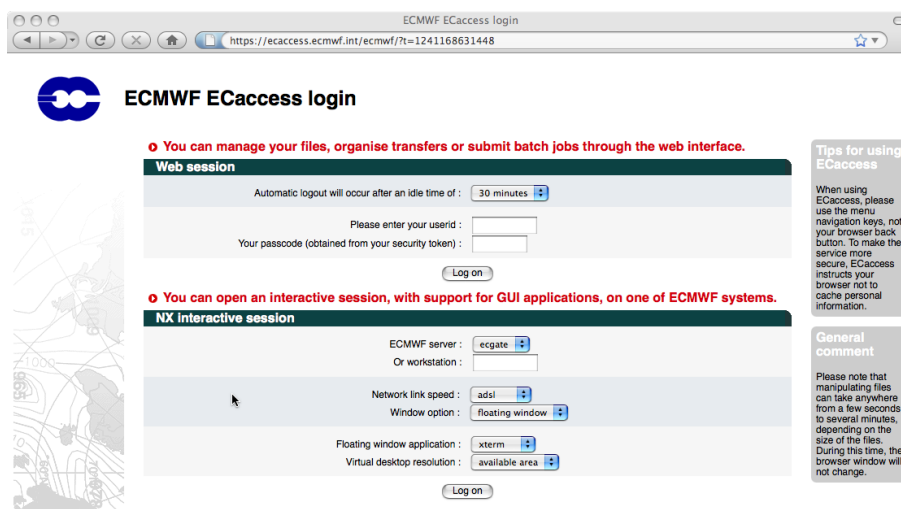 ECMWF ECaccess login
https://ecaccess.ecmwf.int/ecmwf/?t=1241168631448
ECMWF ECaccess login
You can manage your files, organise transfers or submit batch jobs through the web interface.
Web session
Automatic logout will occur after an idle time of : 30 minutes
Please enter your userid :
Your passcode (obtained from your security token) :
Log on
You can open an interactive session, with support for GUI applications, on one of ECMWF systems.
NX interactive session
ECMWF server : ecgate
Or workstation :
Network link speed : adsl
Window option : floating window
Floating window application : xterm
Virtual desktop resolution : available area
Log on
Tips for using
ECaccess
When using
ECaccess, please
use the menu
navigation keys, not
your browser back
button. To make the
service more
secure, ECaccess
instructs your
browser not to
cache personal
information.
General
comment
Please note that
manipulating files
can take anywhere
from a few seconds
to several minutes,
depending on the
size of the files.
During this time, the
browser window will
not change.
1015
1000
965